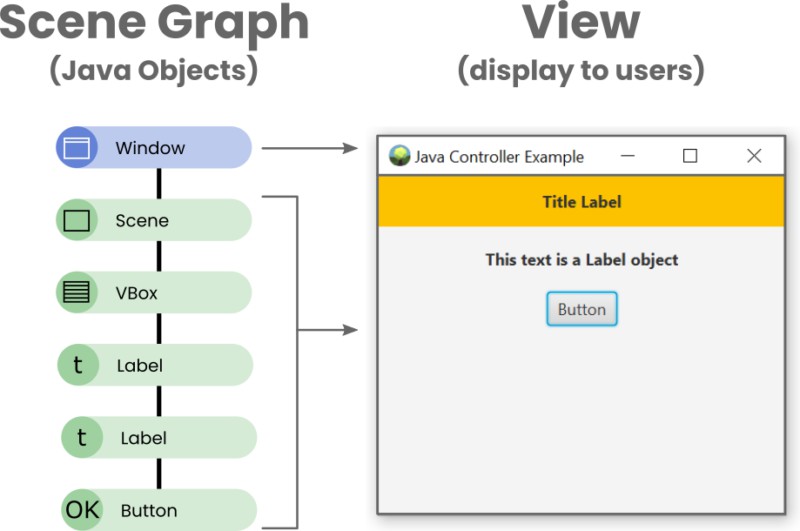 Scene Graph
(Java Objects)
View
(display to users)
Window
Scene
VBox
t Label
t Label
OK Button
Java Controller Example
Title Label
This text is a Label object
Button